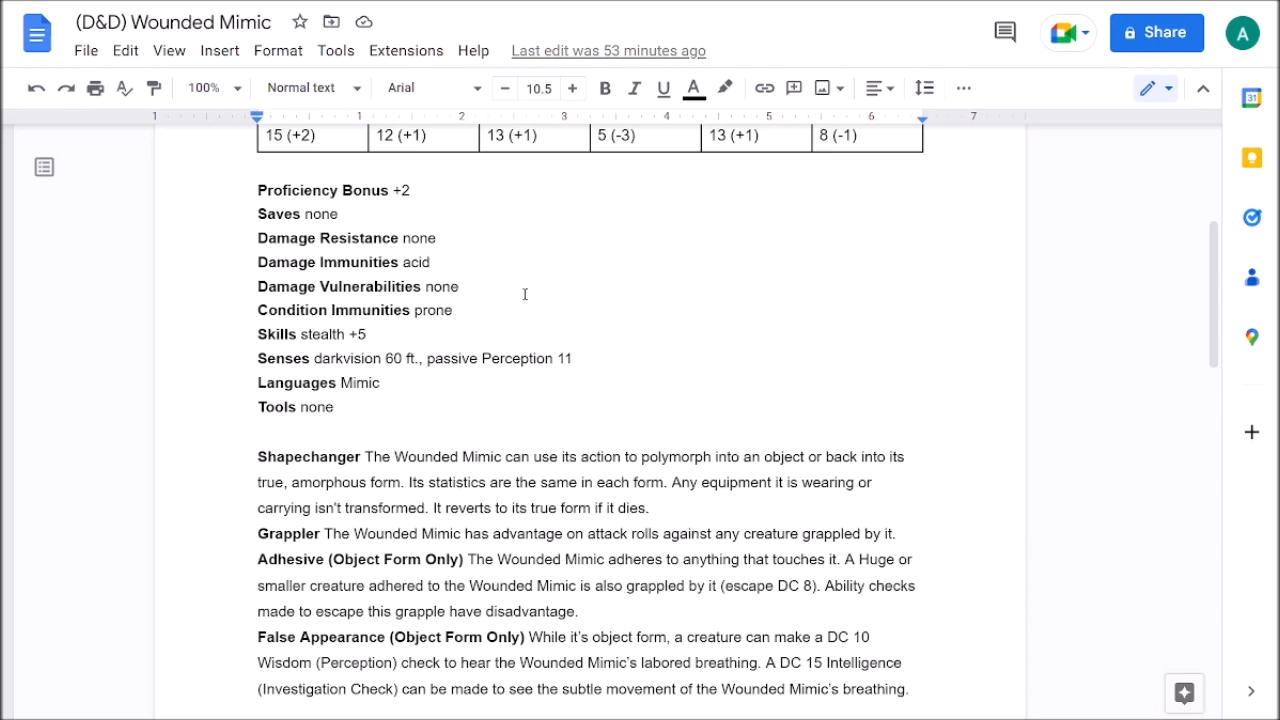 (D&D) Wounded Mimic
File Edit View Insert Format Tools Extensions Help Last edit was 53 minutes ago
Share
A
100% Normal text Arial 10.5 B I U A
31
1 1 2 3 4 5 6 7
15 (+2) 12 (+1) 13 (+1) 5 (-3) 13 (+1) 8 (-1)
Proficiency Bonus +2
Saves none
Damage Resistance none
Damage Immunities acid
Damage Vulnerabilities none
Condition Immunities prone
Skills stealth +5
Senses darkvision 60 ft., passive Perception 11
Languages Mimic
Tools none
Shapechanger The Wounded Mimic can use its action to polymorph into an object or back into its
true, amorphous form. Its statistics are the same in each form. Any equipment it is wearing or
carrying isn't transformed. It reverts to its true form if it dies.
Grappler The Wounded Mimic has advantage on attack rolls against any creature grappled by it.
Adhesive (Object Form Only) The Wounded Mimic adheres to anything that touches it. A Huge or
smaller creature adhered to the Wounded Mimic is also grappled by it (escape DC 8). Ability checks
made to escape this grapple have disadvantage.
False Appearance (Object Form Only) While it's object form, a creature can make a DC 10
Wisdom (Perception) check to hear the Wounded Mimic's labored breathing. A DC 15 Intelligence
(Investigation Check) can be made to see the subtle movement of the Wounded Mimic's breathing.